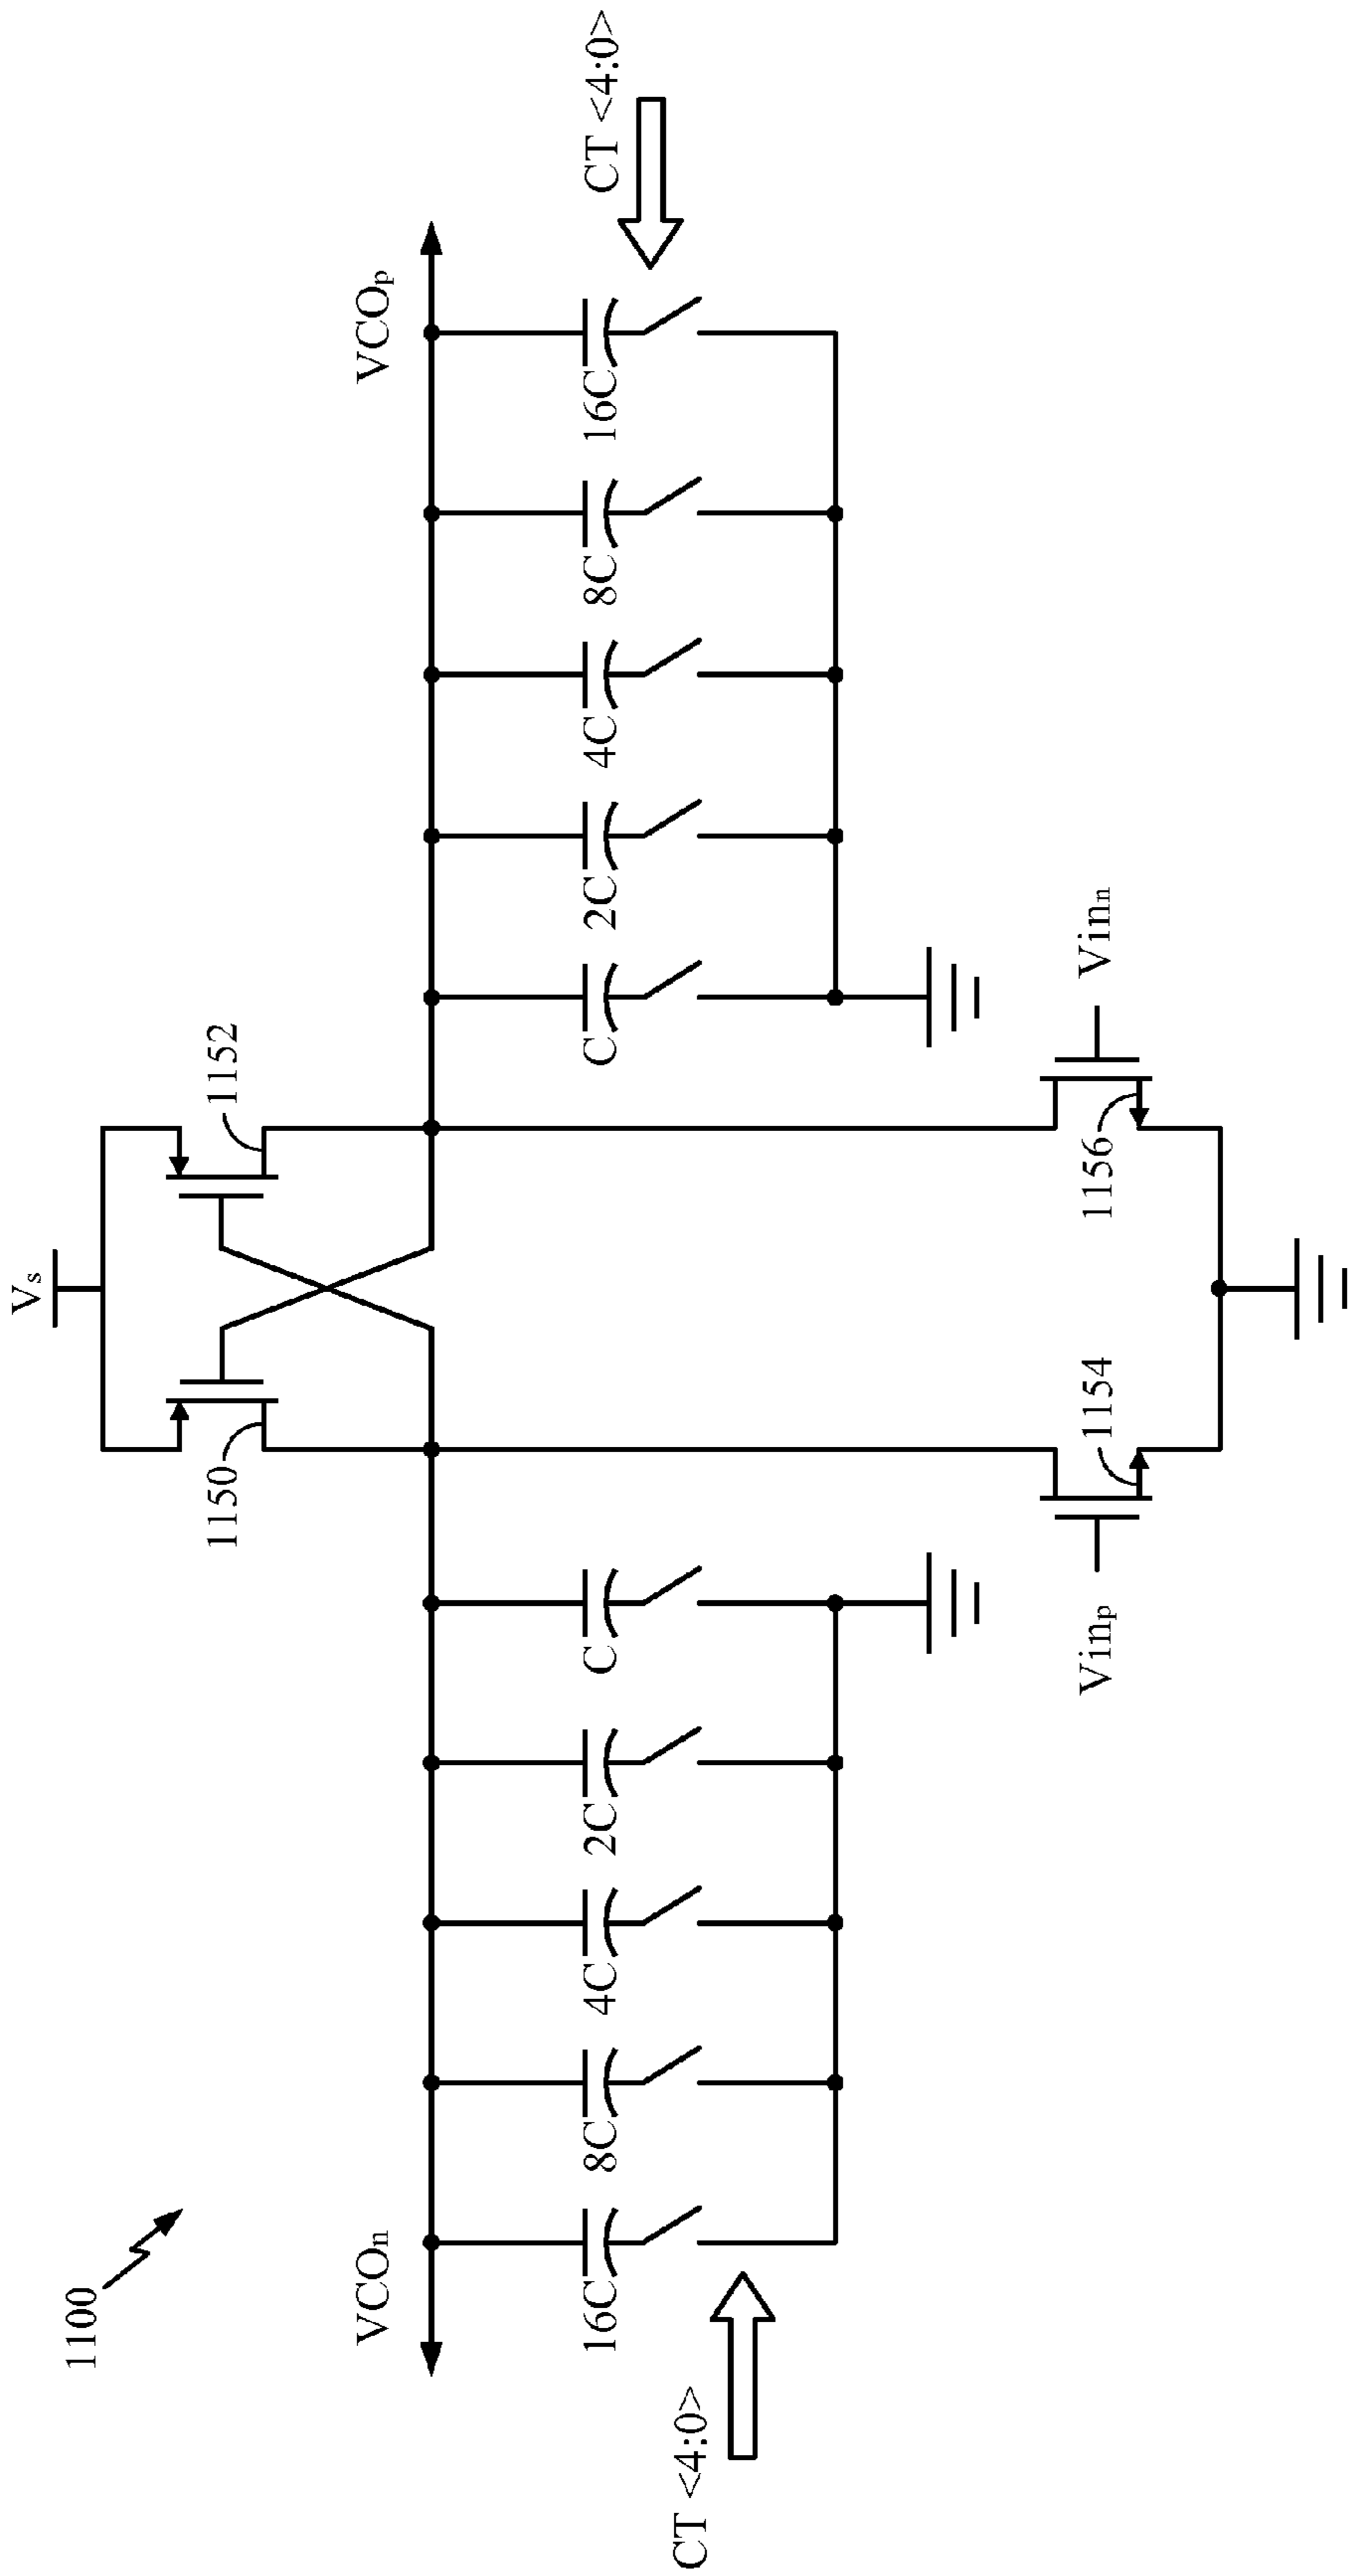 1100
Vₛ
1150
1152
VCOₙ
VCOₚ
16C
8C
4C
2C
C
C
2C
4C
8C
16C
CT <4:0>
CT <4:0>
Vinₚ
1154
1156
Vinₙ